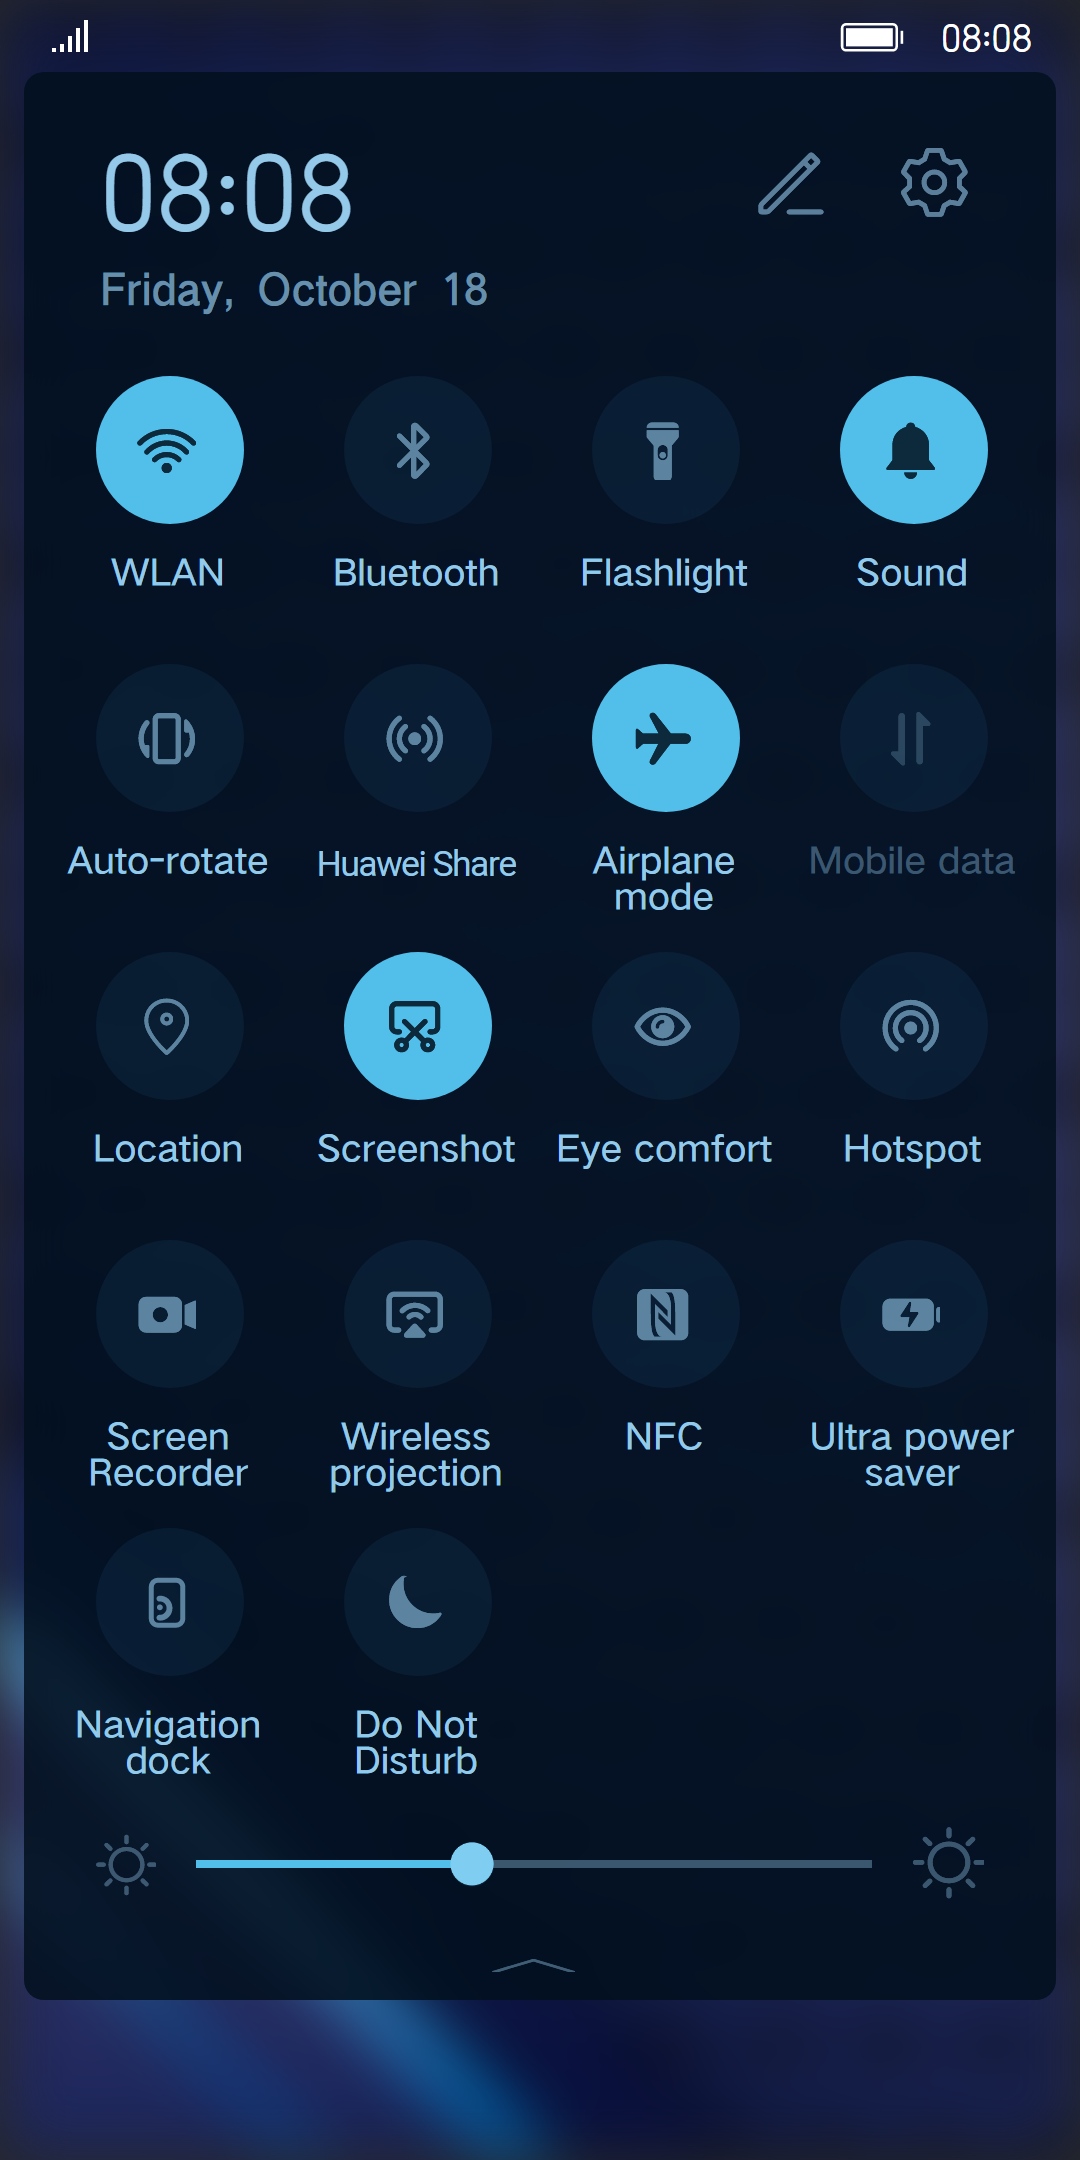 08:08
08:08
Friday, October 18
WLAN
Bluetooth
Flashlight
Sound
Auto-rotate
Huawei Share
Airplane
mode
Mobile data
Location
Screenshot
Eye comfort
Hotspot
Screen
Recorder
Wireless
projection
NFC
Ultra power
saver
Navigation
dock
Do Not
Disturb